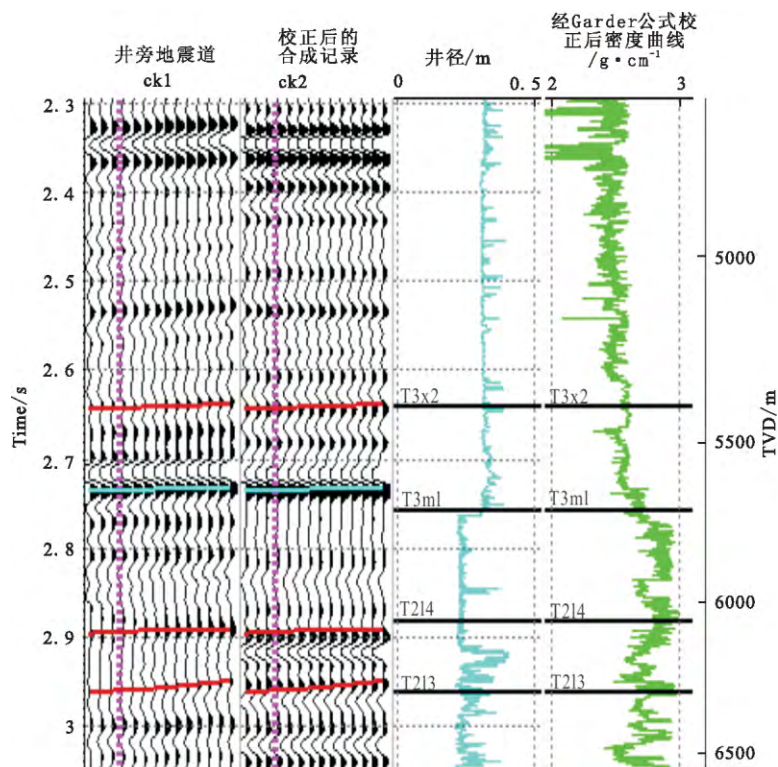 井旁地震道
ck1
校正后的
合成记录
ck2
井径/m
0
0.5
经Garder公式校
正后密度曲线
/g·cm⁻¹
2
3
Time/s
2.3
2.4
2.5
2.6
2.7
2.8
2.9
3
T3x2
T3x2
T3ml
T3ml
T2l4
T2l4
T2l3
T2l3
5000
5500
6000
6500
TVD/m